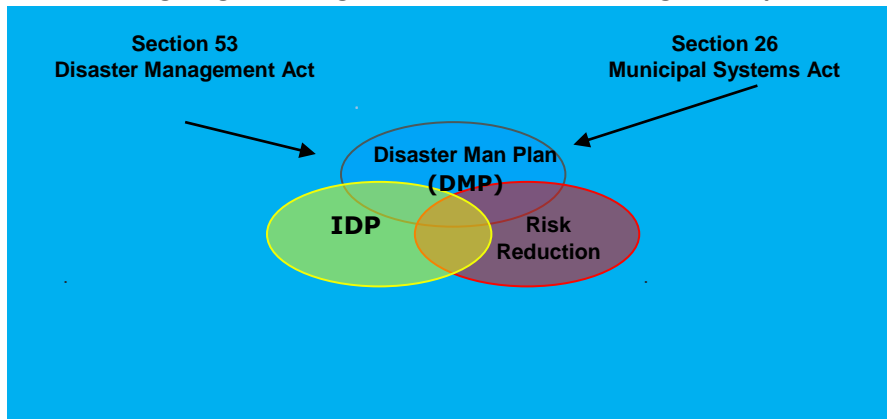 Section 53
Disaster Management Act
Section 26
Municipal Systems Act
Disaster Man Plan
(DMP)
IDP
Risk
Reduction